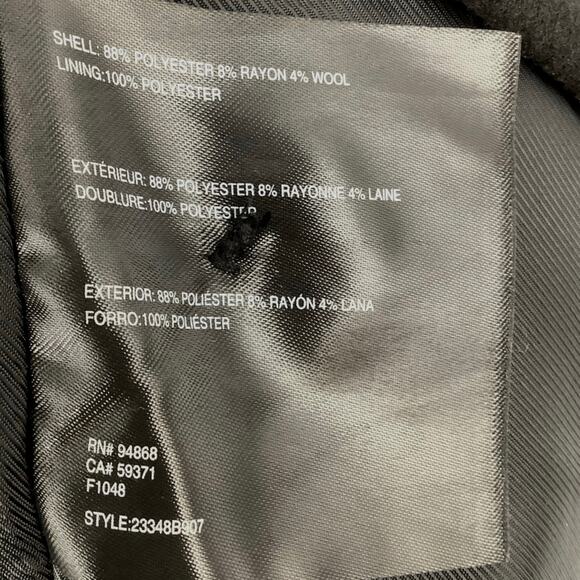 SHELL: 88% POLYESTER 8% RAYON 4% WOOL
LINING:100% POLYESTER
EXTÉRIEUR: 88% POLYESTER 8% RAYONNE 4% LAINE
DOUBLURE:100% POLYESTER
EXTERIOR: 88% POLIÉSTER 8% RAYÓN 4% LANA
FORRO:100% POLIÉSTER
RN# 94868
CA# 59371
F1048
STYLE:23348B907